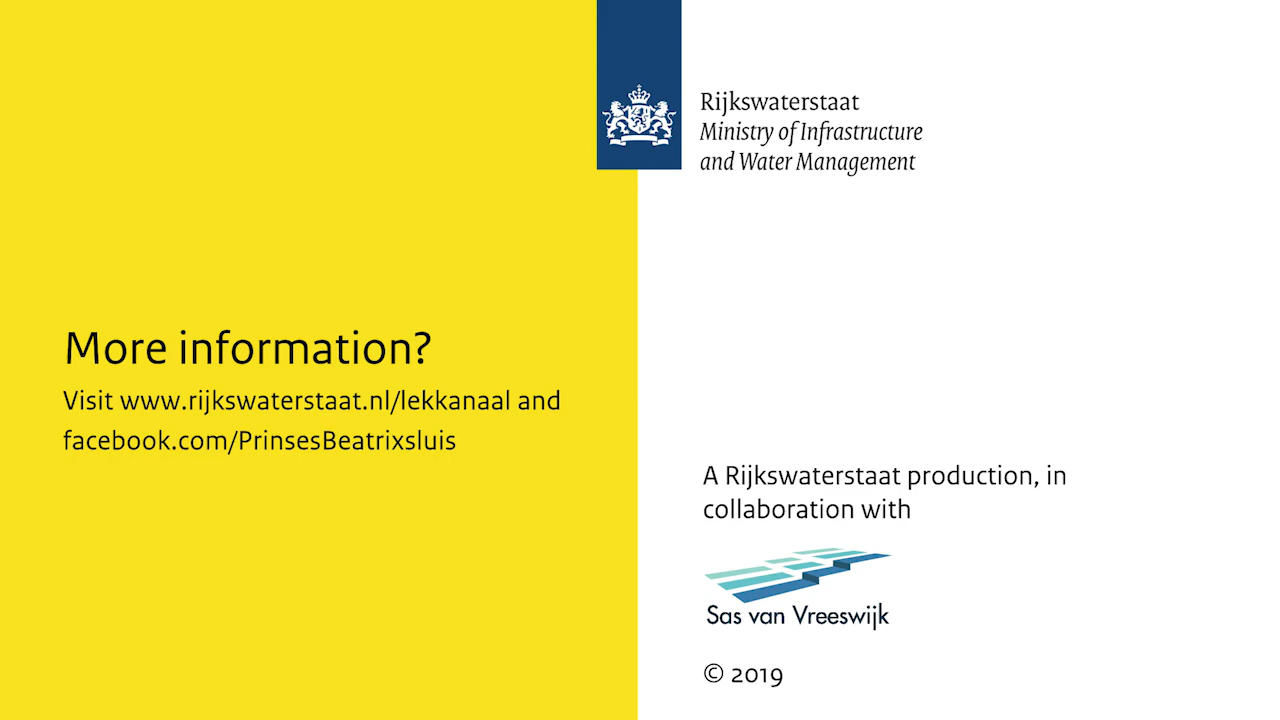 Rijkswaterstaat
Ministry of Infrastructure
and Water Management
More information?
Visit www.rijkswaterstaat.nl/lekkanaal and
facebook.com/PrinsesBeatrixsluis
A Rijkswaterstaat production, in
collaboration with
Sas van Vreeswijk
© 2019